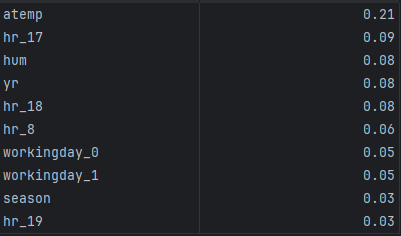 atemp 0.21
hr_17 0.09
hum 0.08
yr 0.08
hr_18 0.08
hr_8 0.06
workingday_0 0.05
workingday_1 0.05
season 0.03
hr_19 0.03